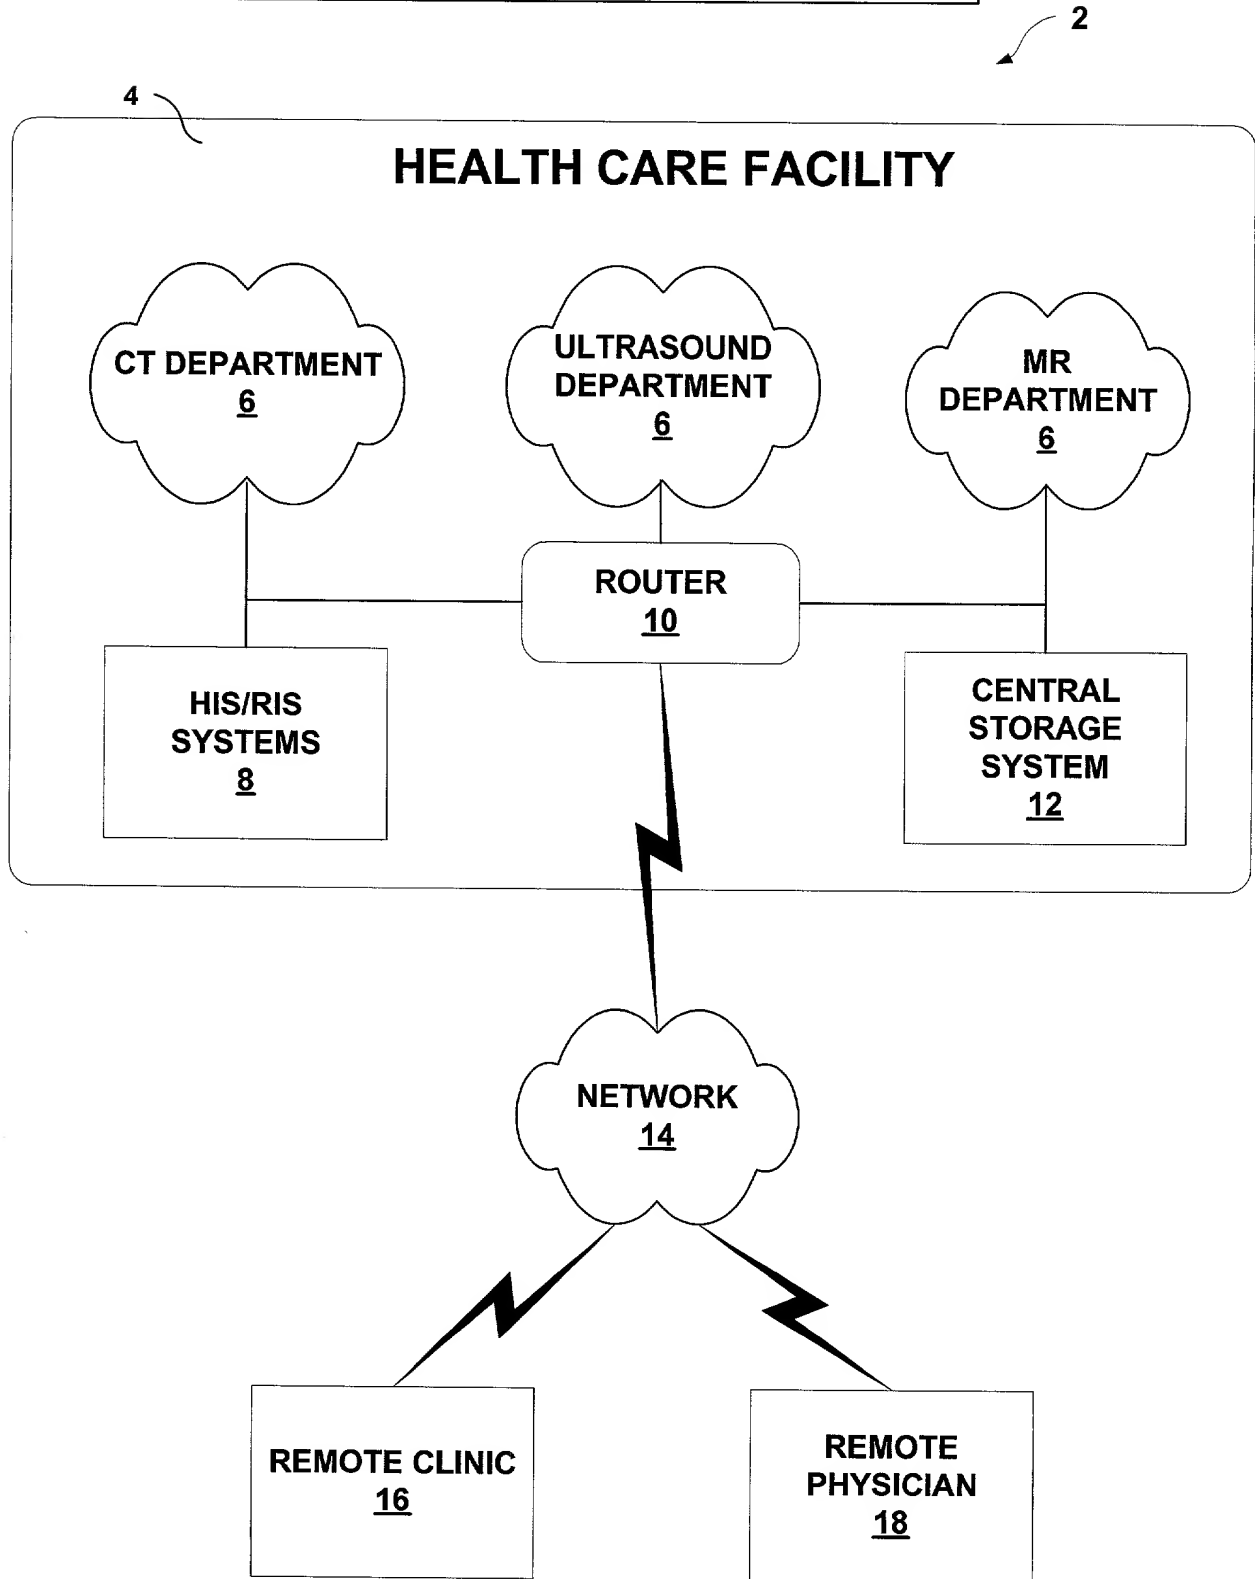 2
4
HEALTH CARE FACILITY
CT DEPARTMENT
6
ULTRASOUND
DEPARTMENT
6
MR
DEPARTMENT
6
ROUTER
10
HIS/RIS
SYSTEMS
8
CENTRAL
STORAGE
SYSTEM
12
NETWORK
14
REMOTE CLINIC
16
REMOTE
PHYSICIAN
18